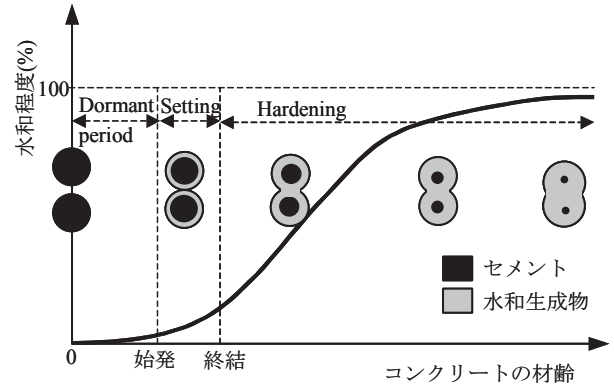 水和程度(%)
100
Dormant period
Setting
Hardening
セメント
水和生成物
0
始発
終結
コンクリートの材齢